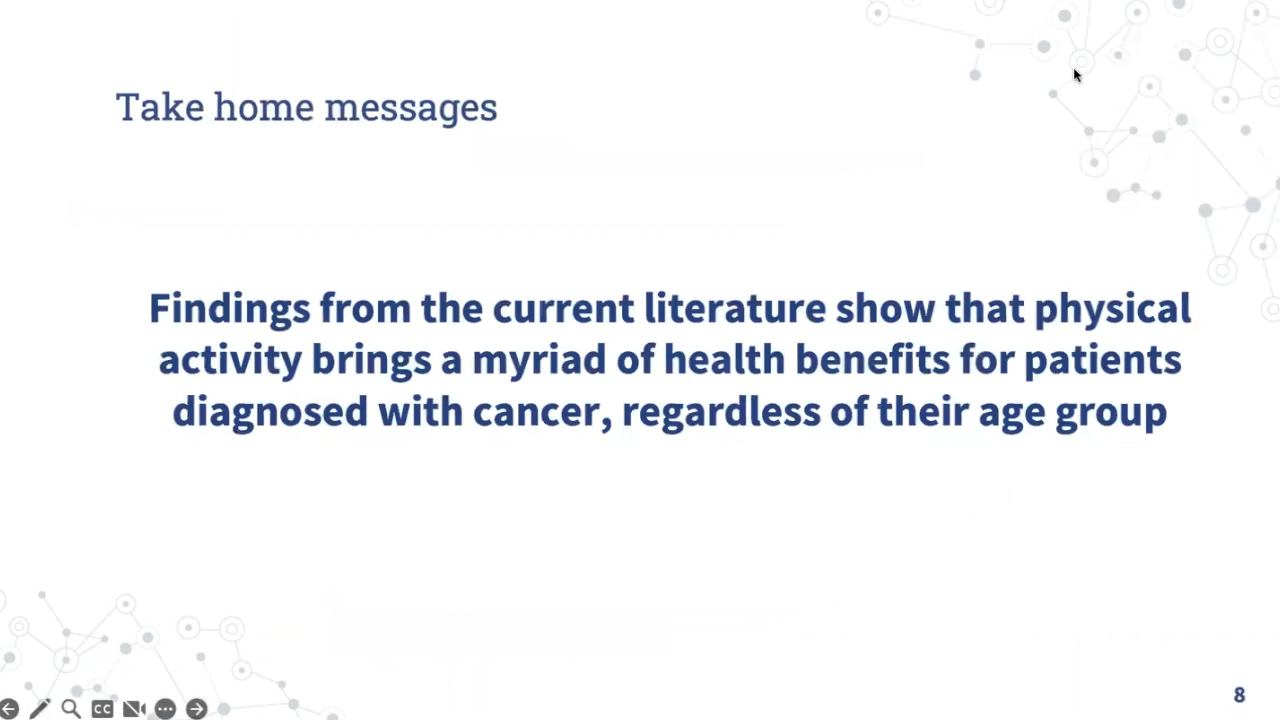 Take home messages
Findings from the current literature show that physical
activity brings a myriad of health benefits for patients
diagnosed with cancer, regardless of their age group
CC
8